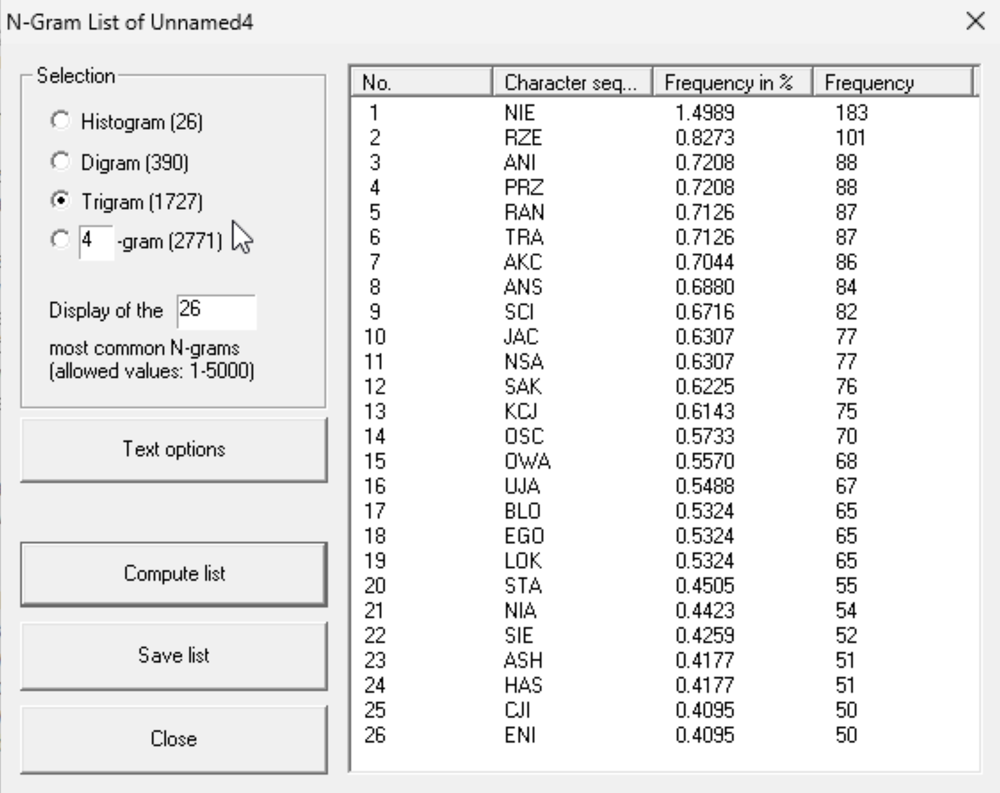 N-Gram List of Unnamed4
Selection
Histogram (26)
Digram (390)
Trigram (1727)
4 -gram (2771)
Display of the 26
most common N-grams
(allowed values: 1-5000)
Text options
Compute list
Save list
Close
No. Character seq... Frequency in % Frequency
1 NIE 1.4989 183
2 RZE 0.8273 101
3 ANI 0.7208 88
4 PRZ 0.7208 88
5 RAN 0.7126 87
6 TRA 0.7126 87
7 AKC 0.7044 86
8 ANS 0.6880 84
9 SCI 0.6716 82
10 JAC 0.6307 77
11 NSA 0.6307 77
12 SAK 0.6225 76
13 KCJ 0.6143 75
14 OSC 0.5733 70
15 OWA 0.5570 68
16 UJA 0.5488 67
17 BLO 0.5324 65
18 EGO 0.5324 65
19 LOK 0.5324 65
20 STA 0.4505 55
21 NIA 0.4423 54
22 SIE 0.4259 52
23 ASH 0.4177 51
24 HAS 0.4177 51
25 CJI 0.4095 50
26 ENI 0.4095 50